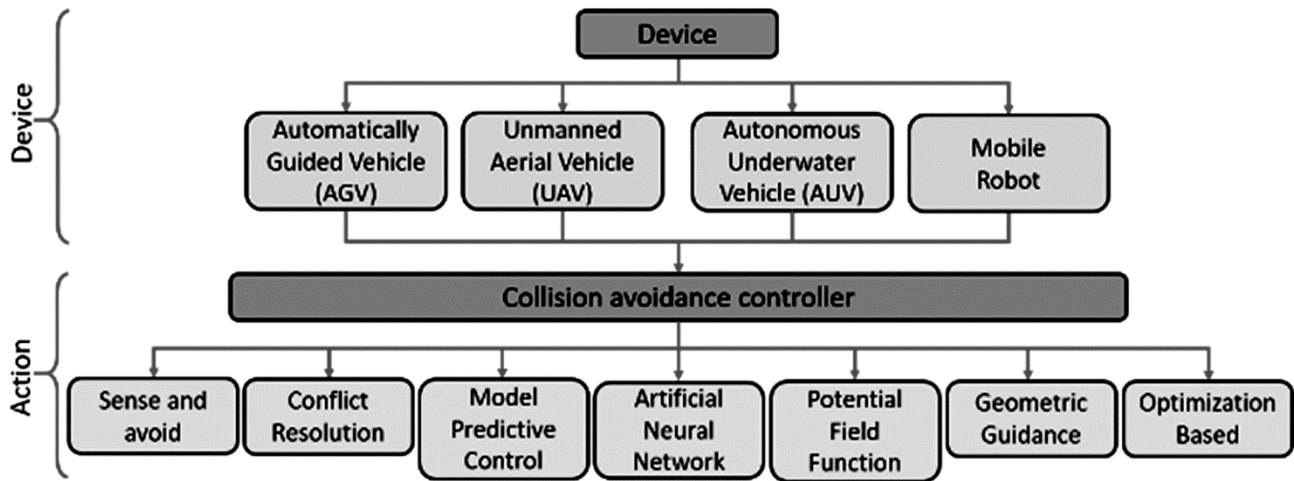 Device
Device
Automatically
Guided Vehicle
(AGV)
Unmanned
Aerial Vehicle
(UAV)
Autonomous
Underwater
Vehicle (AUV)
Mobile
Robot
Action
Collision avoidance controller
Sense and
avoid
Conflict
Resolution
Model
Predictive
Control
Artificial
Neural
Network
Potential
Field
Function
Geometric
Guidance
Optimization
Based